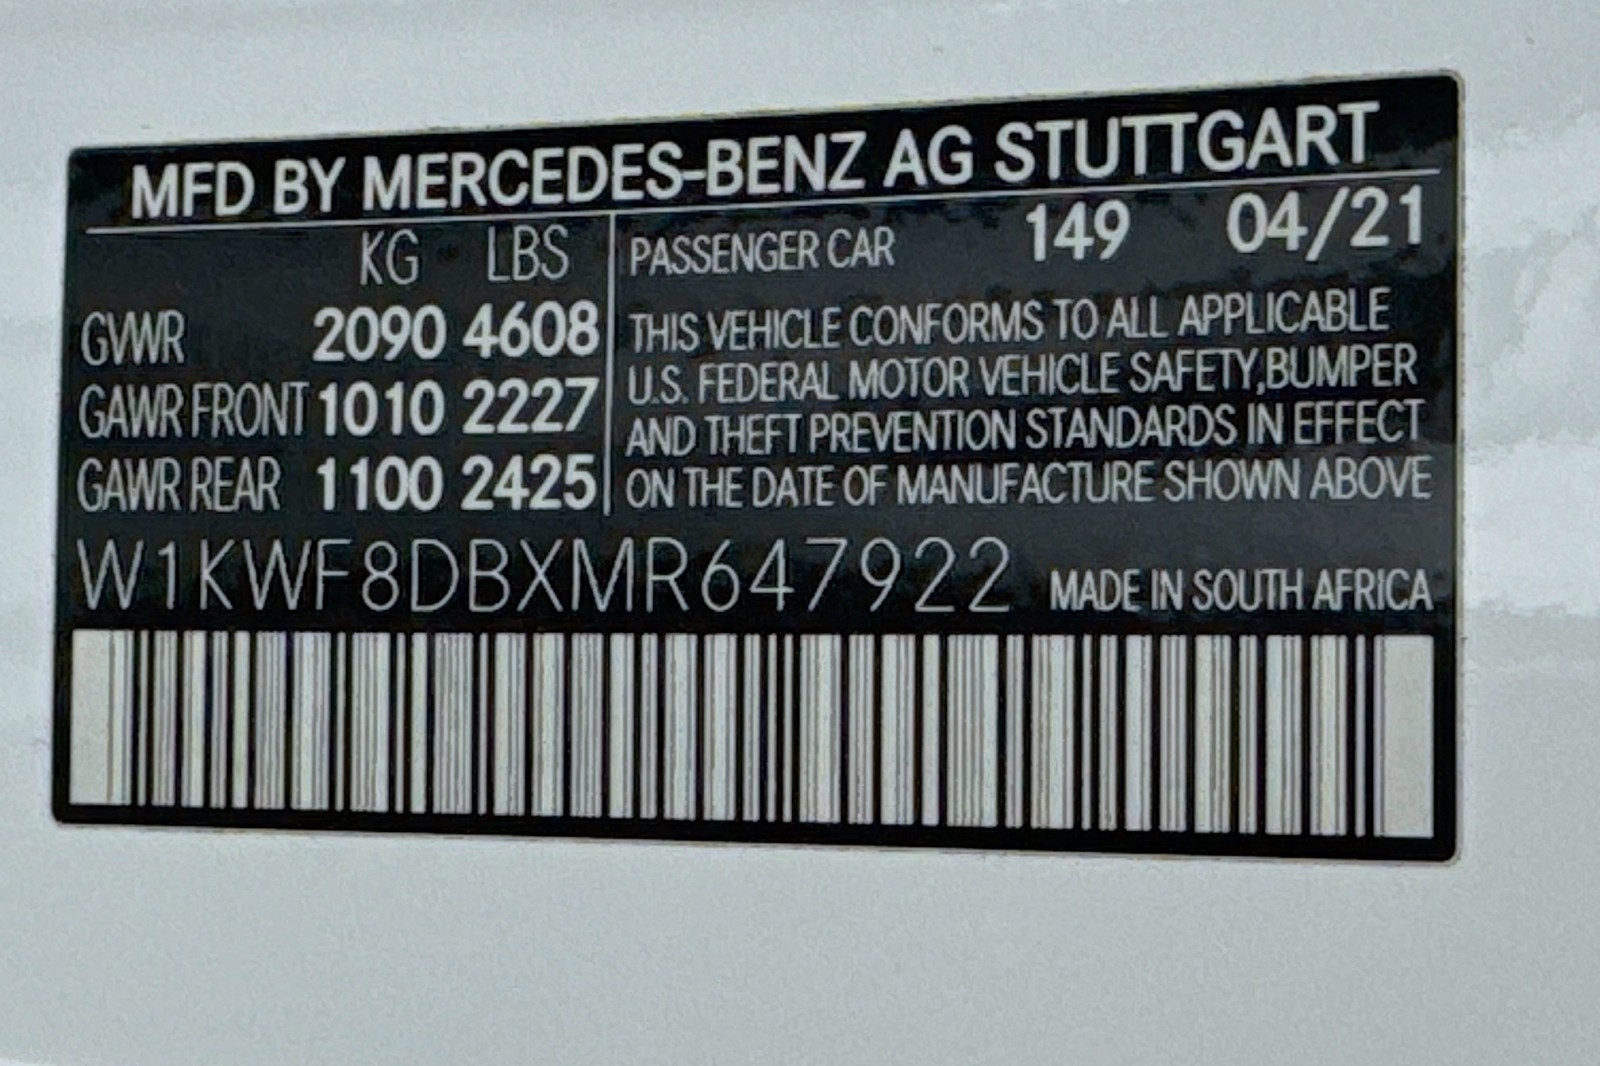 MFD BY MERCEDES-BENZ AG STUTTGART
KG LBS
GVWR 2090 4608
GAWR FRONT 1010 2227
GAWR REAR 1100 2425
PASSENGER CAR 149 04/21
THIS VEHICLE CONFORMS TO ALL APPLICABLE
U.S. FEDERAL MOTOR VEHICLE SAFETY,BUMPER
AND THEFT PREVENTION STANDARDS IN EFFECT
ON THE DATE OF MANUFACTURE SHOWN ABOVE
W1KWF8DBXMR647922 MADE IN SOUTH AFRICA